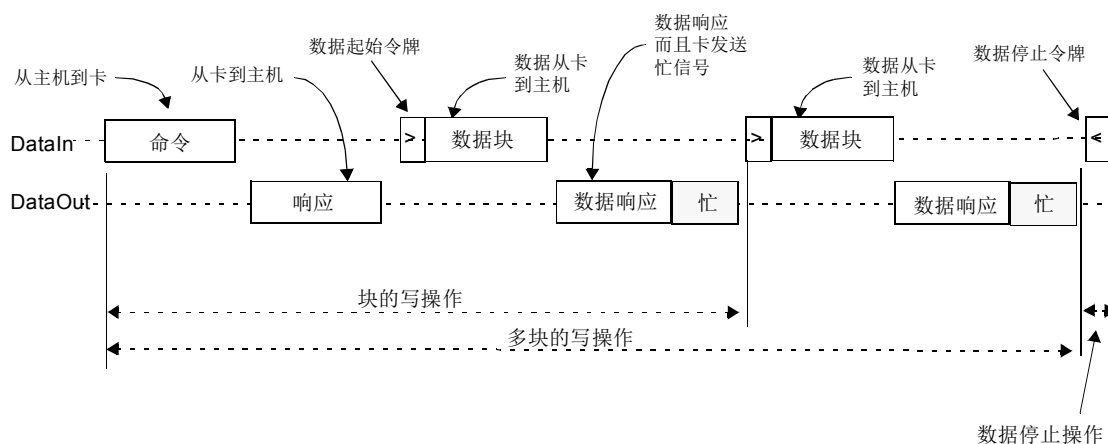 数据响应
而且卡发送
忙信号
数据起始令牌
数据停止令牌
从主机到卡
从卡到主机
数据从卡
到主机
数据从卡
到主机
DataIn
命令
>
数据块
>
数据块
<
DataOut
响应
数据响应
忙
数据响应
忙
块的写操作
多块的写操作
数据停止操作